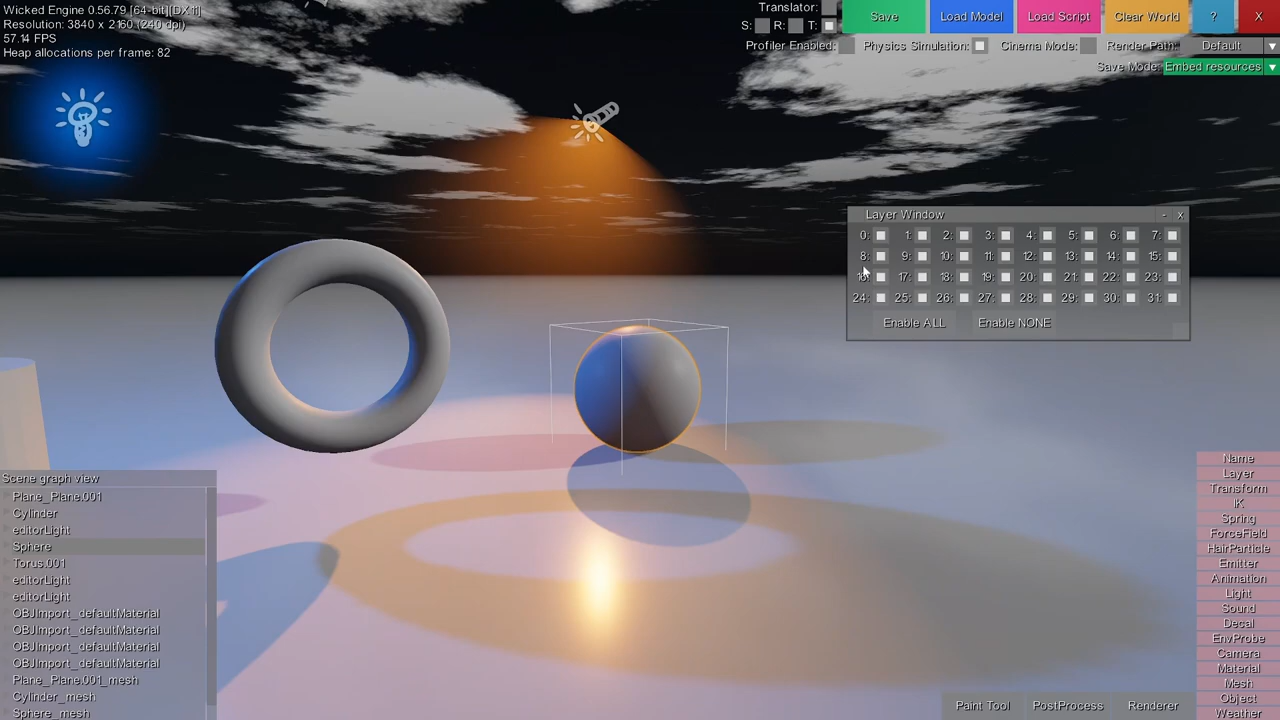 Wicked Engine 0.56.79 [64-bit][DX11]
Resolution: 3840 x 2160 (240 dpi)
57.14 FPS
Heap allocations per frame: 82
Translator:
S: R: T:
Save Load Model Load Script Clear World ? X
Profiler Enabled: Physics Simulation: Cinema Mode: Render Path: Default
Save Mode: Embed resources
Layer Window - x
0: 1: 2: 3: 4: 5: 6: 7:
8: 9: 10: 11: 12: 13: 14: 15:
16: 17: 18: 19: 20: 21: 22: 23:
24: 25: 26: 27: 28: 29: 30: 31:
Enable ALL Enable NONE
Scene graph view
Plane_Plane.001
Cylinder
editorLight
Sphere
Torus.001
editorLight
editorLight
OBJImport_defaultMaterial
OBJImport_defaultMaterial
OBJImport_defaultMaterial
OBJImport_defaultMaterial
Plane_Plane.001_mesh
Cylinder_mesh
Sphere_mesh
Name
Layer
Transform
IK
Spring
ForceField
HairParticle
Emitter
Animation
Light
Sound
Decal
EnvProbe
Camera
Material
Mesh
Object
Weather
Paint Tool PostProcess Renderer